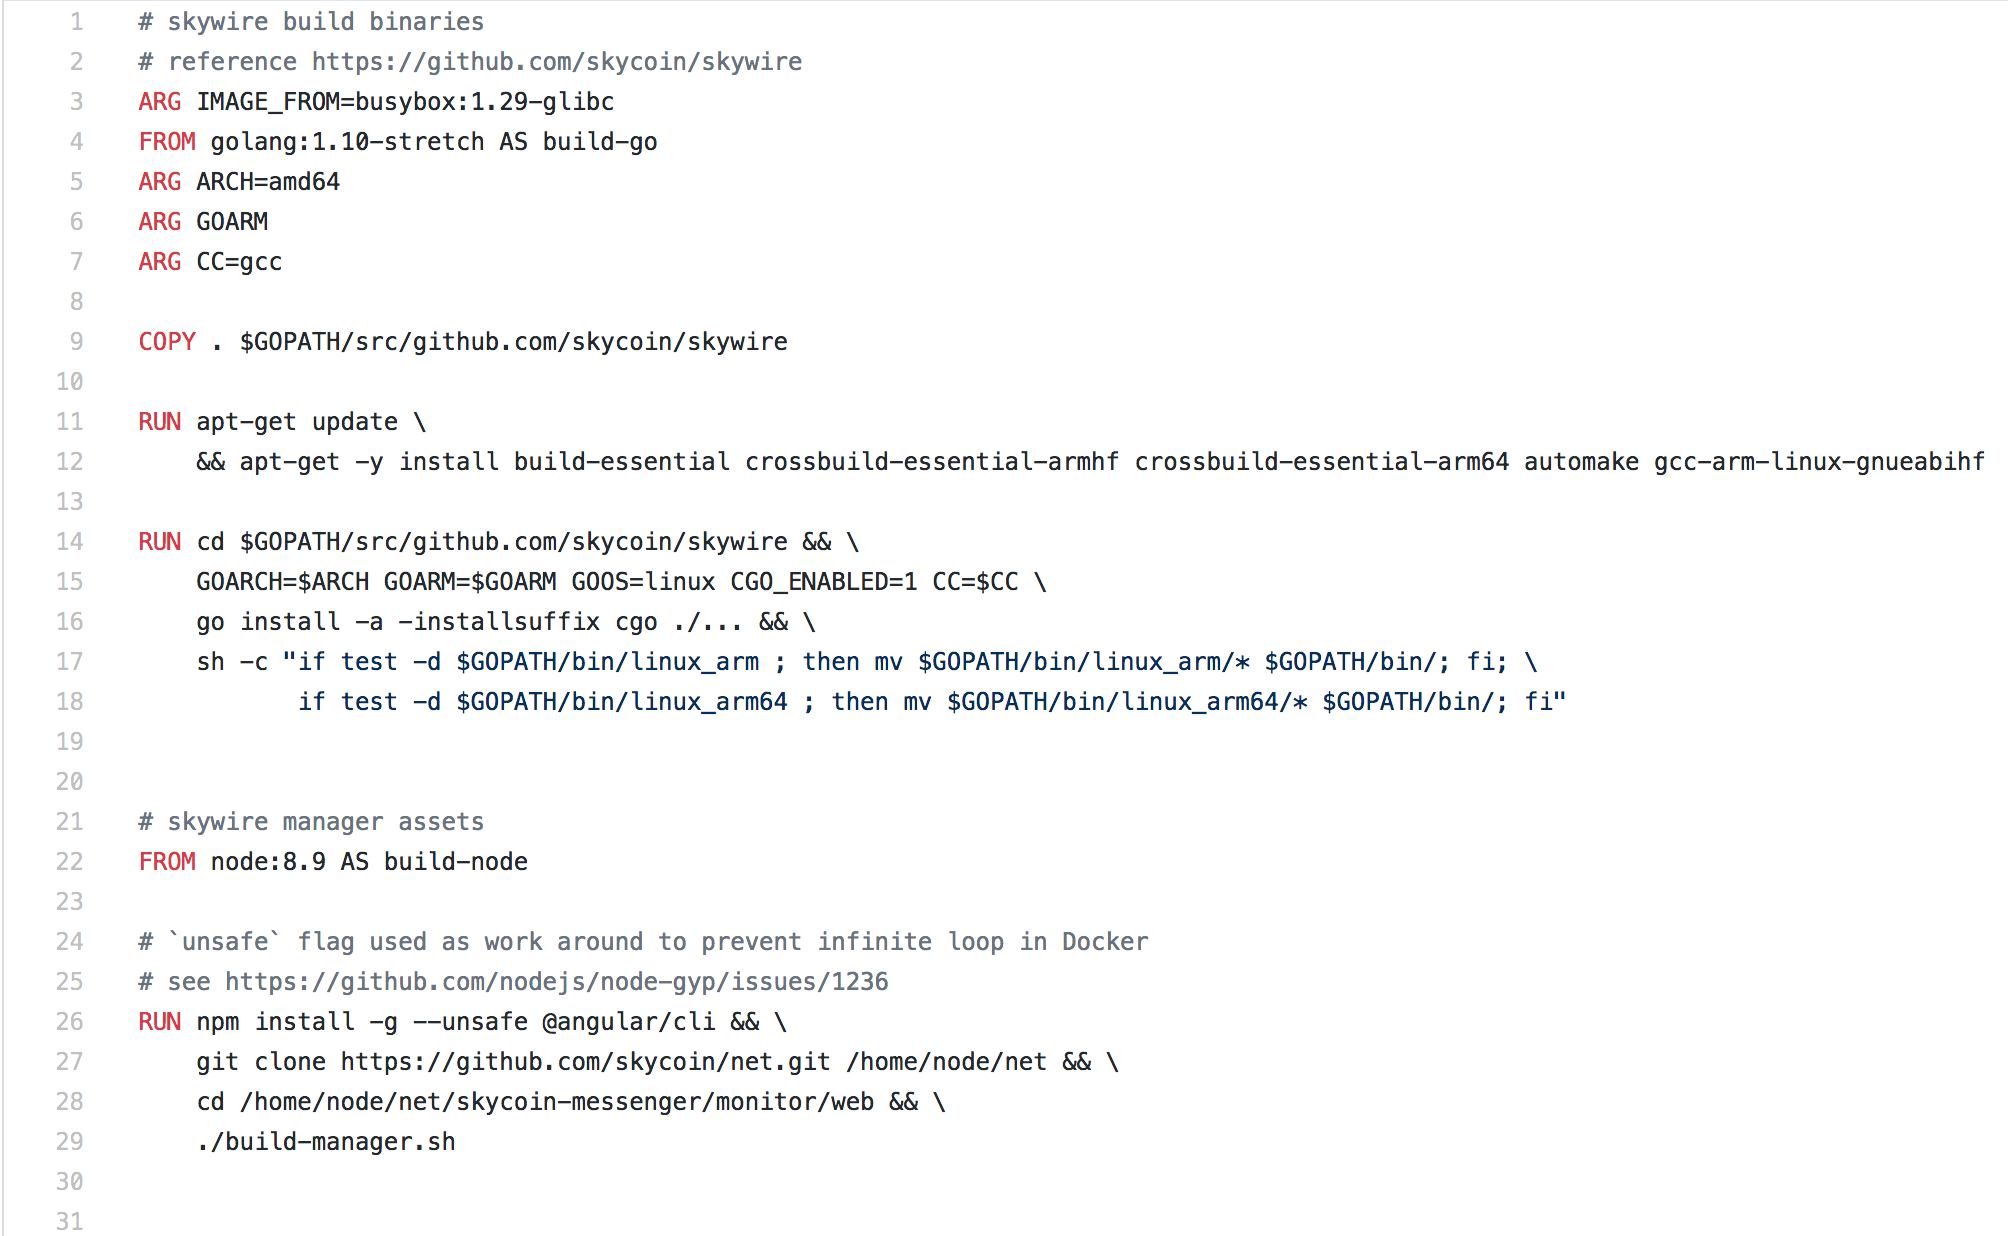 1 # skywire build binaries
2 # reference https://github.com/skycoin/skywire
3 ARG IMAGE_FROM=busybox:1.29-glibc
4 FROM golang:1.10-stretch AS build-go
5 ARG ARCH=amd64
6 ARG GOARM
7 ARG CC=gcc
8
9 COPY . $GOPATH/src/github.com/skycoin/skywire
10
11 RUN apt-get update \
12 && apt-get -y install build-essential crossbuild-essential-armhf crossbuild-essential-arm64 automake gcc-arm-linux-gnueabihf
13
14 RUN cd $GOPATH/src/github.com/skycoin/skywire && \
15 GOARCH=$ARCH GOARM=$GOARM GOOS=linux CGO_ENABLED=1 CC=$CC \
16 go install -a -installsuffix cgo ./... && \
17 sh -c "if test -d $GOPATH/bin/linux_arm ; then mv $GOPATH/bin/linux_arm/* $GOPATH/bin/; fi; \
18 if test -d $GOPATH/bin/linux_arm64 ; then mv $GOPATH/bin/linux_arm64/* $GOPATH/bin/; fi"
19
20
21 # skywire manager assets
22 FROM node:8.9 AS build-node
23
24 # `unsafe` flag used as work around to prevent infinite loop in Docker
25 # see https://github.com/nodejs/node-gyp/issues/1236
26 RUN npm install -g --unsafe @angular/cli && \
27 git clone https://github.com/skycoin/net.git /home/node/net && \
28 cd /home/node/net/skycoin-messenger/monitor/web && \
29 ./build-manager.sh
30
31